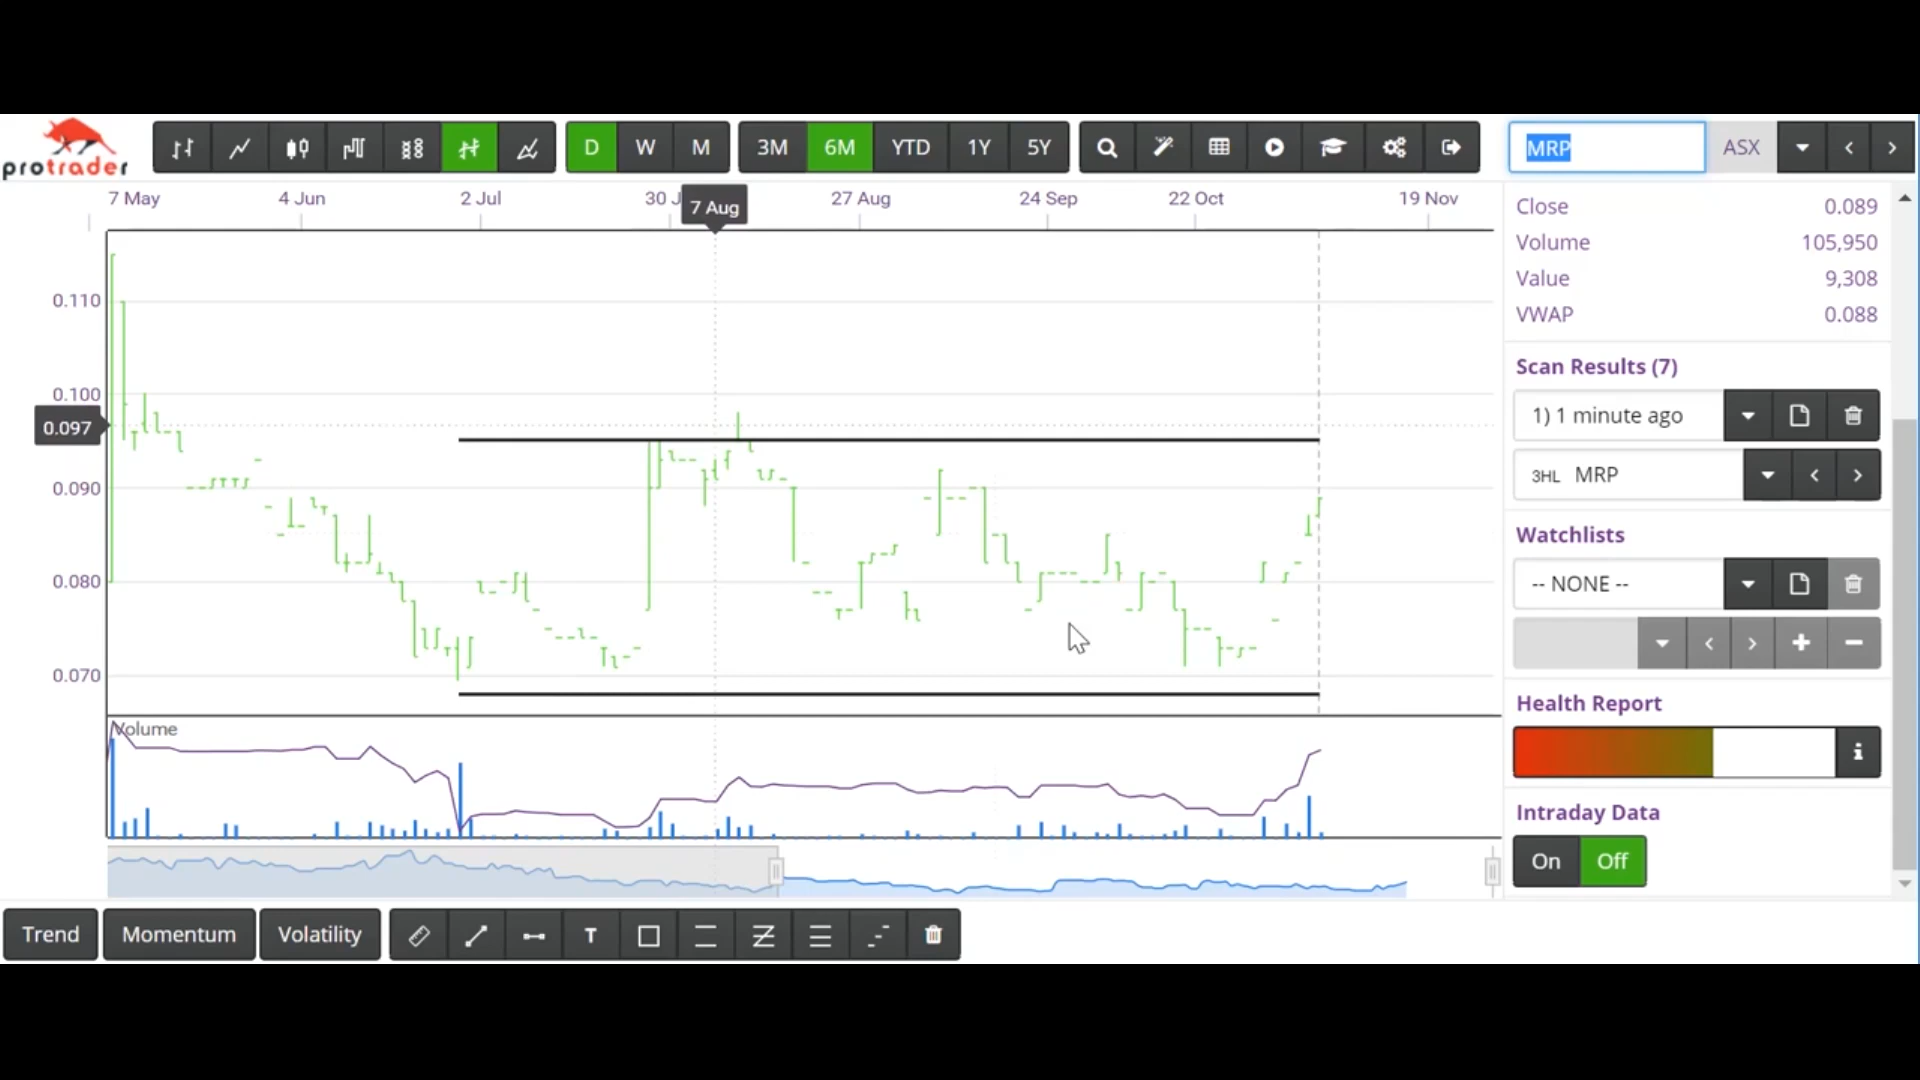 protrader
D W M
3M 6M YTD 1Y 5Y
MRP ASX
7 May 4 Jun 2 Jul 30 J 7 Aug 27 Aug 24 Sep 22 Oct 19 Nov
0.110
0.100
0.097
0.090
0.080
0.070
Volume
Close 0.089
Volume 105,950
Value 9,308
VWAP 0.088
Scan Results (7)
1) 1 minute ago
3HL MRP
Watchlists
-- NONE --
Health Report
i
Intraday Data
On Off
Trend Momentum Volatility T